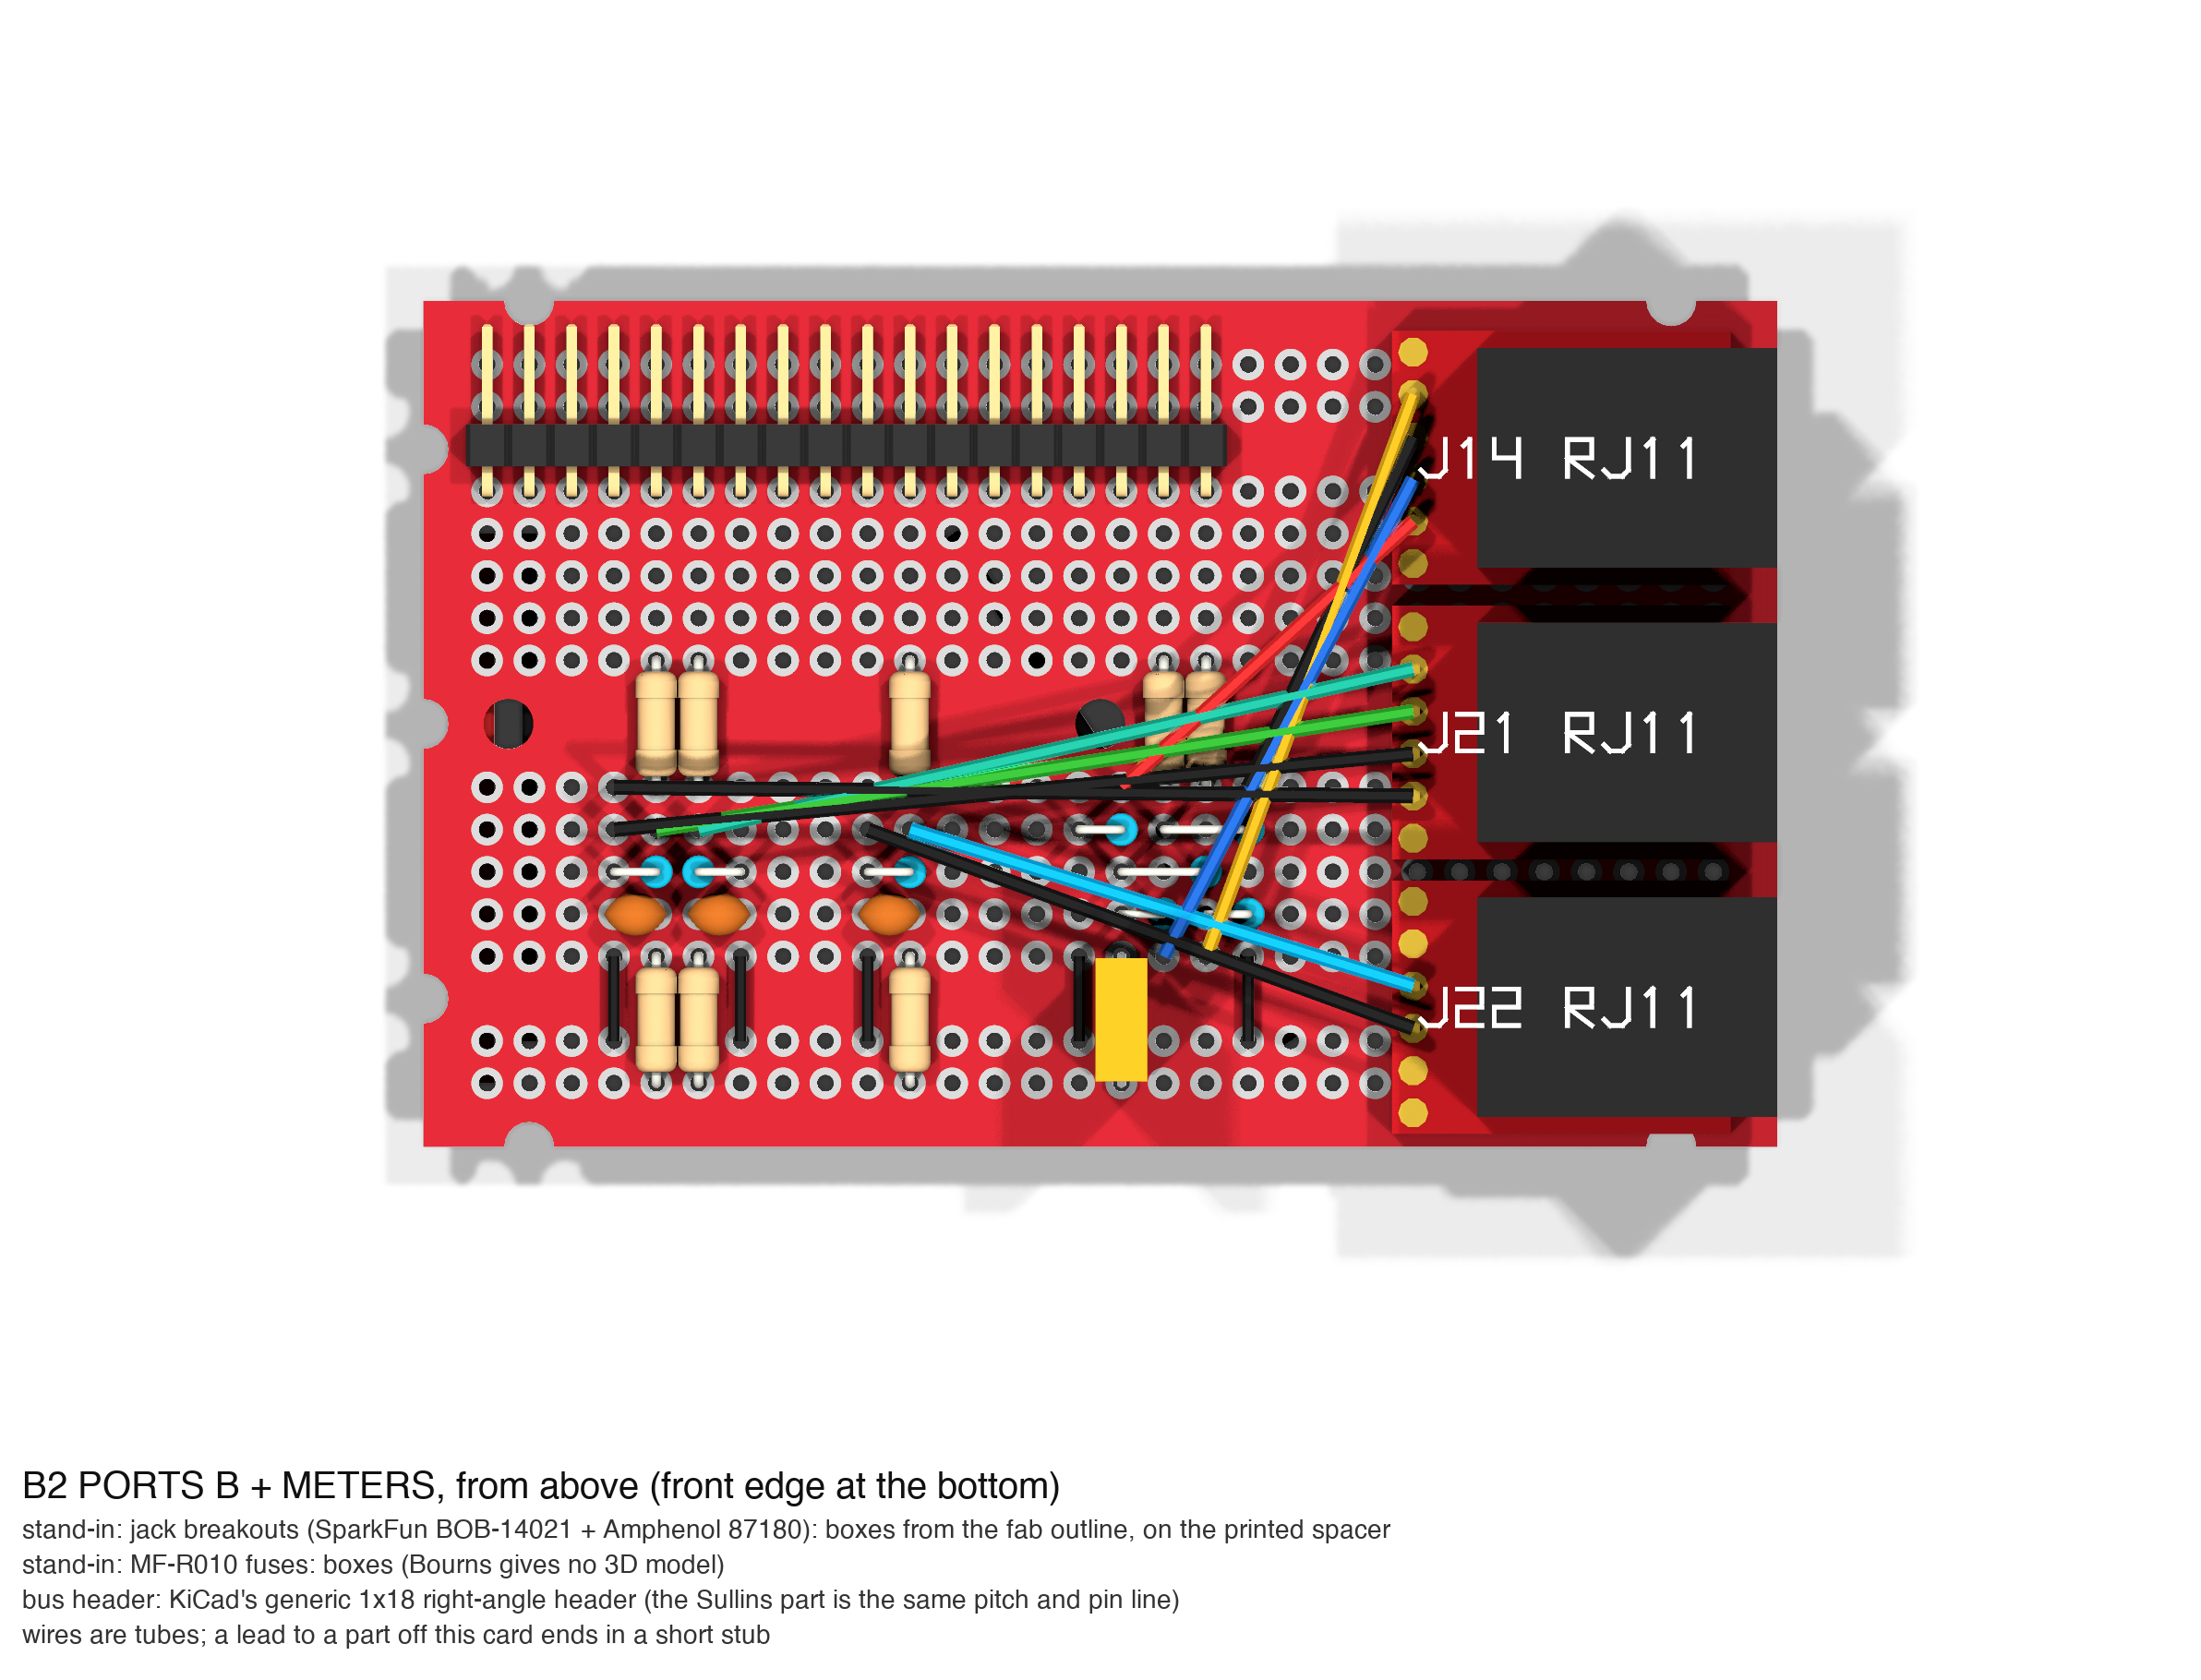 J14 RJ11
J21 RJ11
J22 RJ11
B2 PORTS B + METERS, from above (front edge at the bottom)
stand-in: jack breakouts (SparkFun BOB-14021 + Amphenol 87180): boxes from the fab outline, on the printed spacer
stand-in: MF-R010 fuses: boxes (Bourns gives no 3D model)
bus header: KiCad's generic 1x18 right-angle header (the Sullins part is the same pitch and pin line)
wires are tubes; a lead to a part off this card ends in a short stub